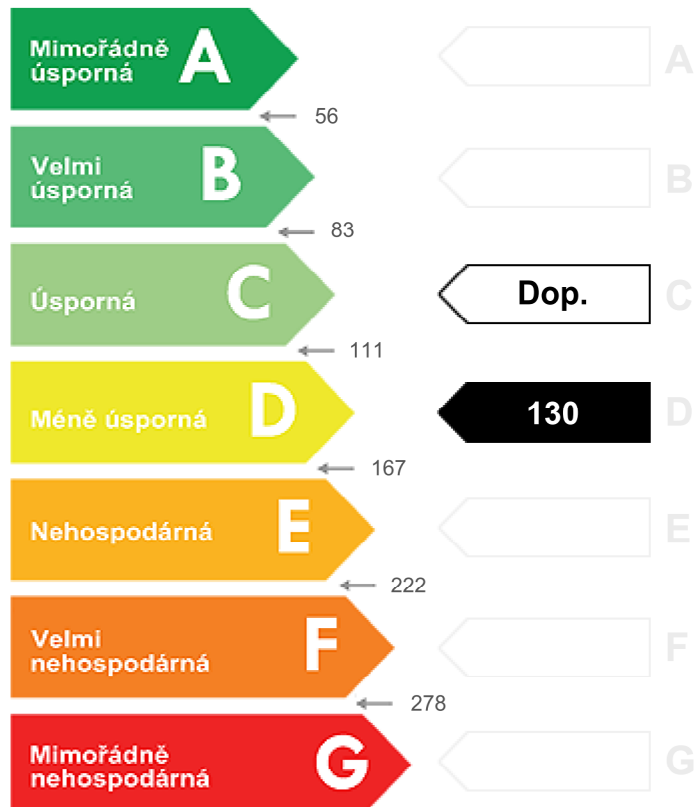 Mimořádně
úsporná
A
A
56
Velmi
úsporná
B
B
83
Úsporná
C
Dop.
C
111
Méně úsporná
D
130
D
167
Nehospodárná
E
E
222
Velmi
nehospodárná
F
F
278
Mimořádně
nehospodárná
G
G